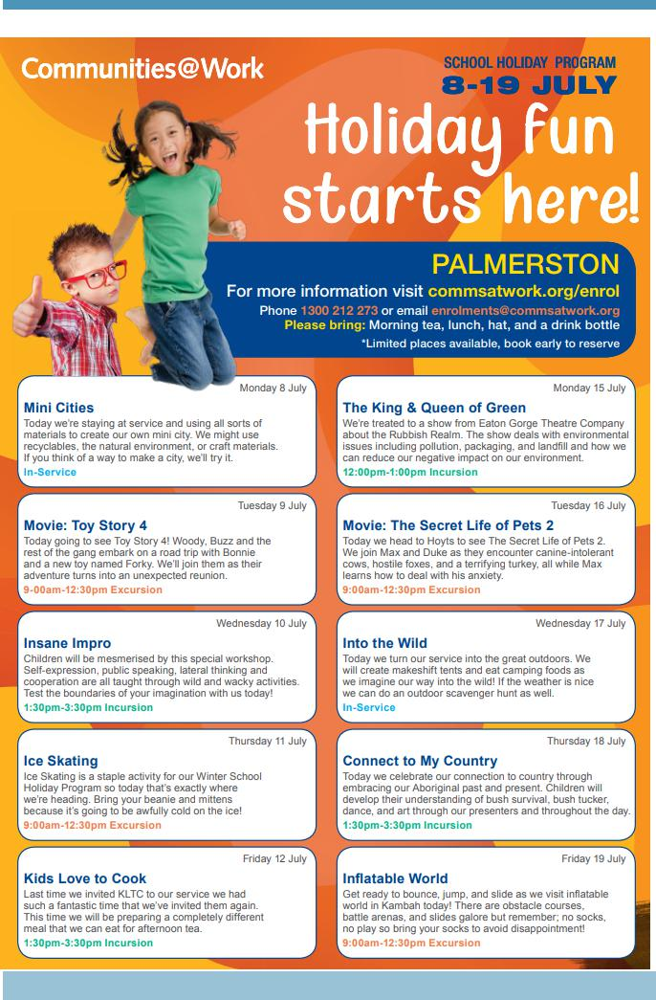 Communities@Work
SCHOOL HOLIDAY PROGRAM
8-19 JULY
Holiday fun
starts here!
PALMERSTON
For more information visit commsatwork.org/enrol
Phone 1300 212 273 or email enrolments@commsatwork.org
Please bring: Morning tea, lunch, hat, and a drink bottle
*Limited places available, book early to reserve
Monday 8 July
Mini Cities
Today we're staying at service and using all sorts of
materials to create our own mini city. We might use
recyclables, the natural environment, or craft materials.
If you think of a way to make a city, we'll try it.
In-Service
Tuesday 9 July
Movie: Toy Story 4
Today going to see Toy Story 4! Woody, Buzz and the
rest of the gang embark on a road trip with Bonnie
and a new toy named Forky. We'll join them as their
adventure turns into an unexpected reunion.
9-00am-12:30pm Excursion
Wednesday 10 July
Insane Impro
Children will be mesmerised by this special workshop.
Self-expression, public speaking, lateral thinking and
cooperation are all taught through wild and wacky activities.
Test the boundaries of your imagination with us today!
1:30pm-3:30pm Incursion
Thursday 11 July
Ice Skating
Ice Skating is a staple activity for our Winter School
Holiday Program so today that's exactly where
we're heading. Bring your beanie and mittens
because it's going to be awfully cold on the ice!
9:00am-12:30pm Excursion
Friday 12 July
Kids Love to Cook
Last time we invited KLTC to our service we had
such a fantastic time that we've invited them again.
This time we will be preparing a completely different
meal that we can eat for afternoon tea.
1:30pm-3:30pm Incursion
Monday 15 July
The King & Queen of Green
We're treated to a show from Eaton Gorge Theatre Company
about the Rubbish Realm. The show deals with environmental
issues including pollution, packaging, and landfill and how we
can reduce our negative impact on our environment.
12:00pm-1:00pm Incursion
Tuesday 16 July
Movie: The Secret Life of Pets 2
Today we head to Hoyts to see The Secret Life of Pets 2.
We join Max and Duke as they encounter canine-intolerant
cows, hostile foxes, and a terrifying turkey, all while Max
learns how to deal with his anxiety.
9:00am-12:30pm Excursion
Wednesday 17 July
Into the Wild
Today we turn our service into the great outdoors. We
will create makeshift tents and eat camping foods as
we imagine our way into the wild! If the weather is nice
we can do an outdoor scavenger hunt as well.
In-Service
Thursday 18 July
Connect to My Country
Today we celebrate our connection to country through
embracing our Aboriginal past and present. Children will
develop their understanding of bush survival, bush tucker,
dance, and art through our presenters and throughout the day.
1:30pm-3:30pm Incursion
Friday 19 July
Inflatable World
Get ready to bounce, jump, and slide as we visit inflatable
world in Kambah today! There are obstacle courses,
battle arenas, and slides galore but remember; no socks,
no play so bring your socks to avoid disappointment!
9:00am-12:30pm Excursion